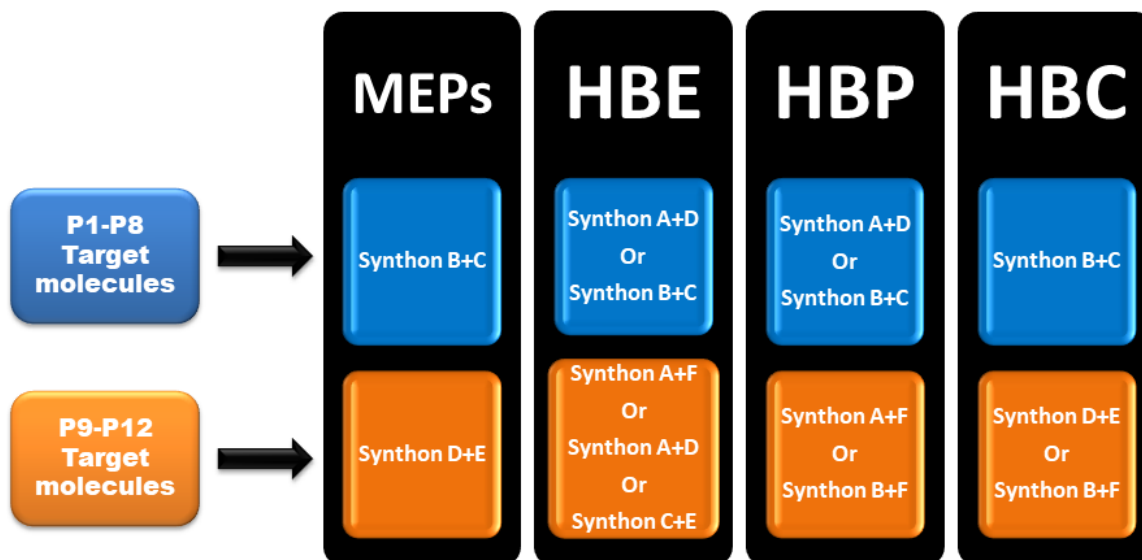 MEPs
HBE
HBP
HBC
P1-P8
Target
molecules
Synthon B+C
Synthon A+D
Or
Synthon B+C
Synthon A+D
Or
Synthon B+C
Synthon B+C
P9-P12
Target
molecules
Synthon D+E
Synthon A+F
Or
Synthon A+D
Or
Synthon C+E
Synthon A+F
Or
Synthon B+F
Synthon D+E
Or
Synthon B+F